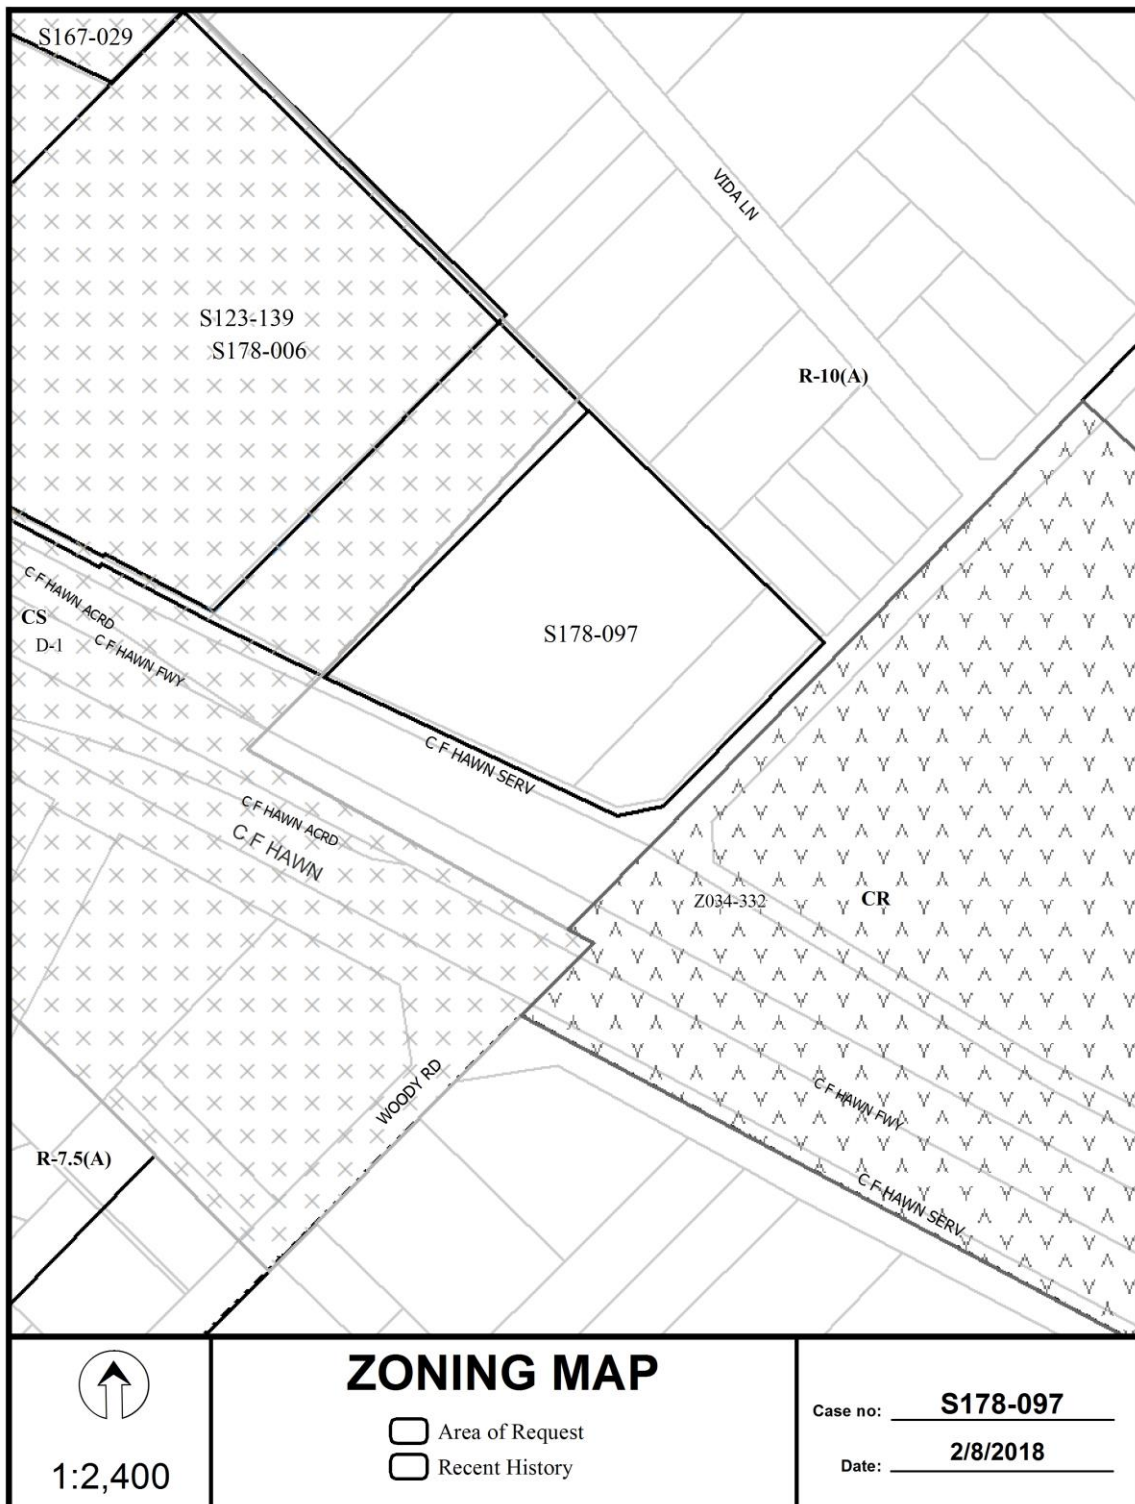 S167-029
VIDA LN
S123-139
S178-006
R-10(A)
C F HAWN ACRD
CS
D-1
C F HAWN FWY
S178-097
C F HAWN SERV
C F HAWN ACRD
C F HAWN
Z034-332
CR
WOODY RD
C F HAWN FWY
R-7.5(A)
C F HAWN SERV
1:2,400
ZONING MAP
Area of Request
Recent History
Case no: S178-097
Date: 2/8/2018